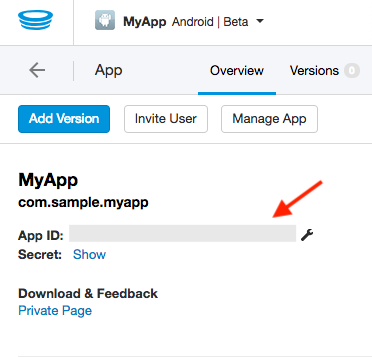 MyApp Android | Beta
App Overview Versions 0
Add Version Invite User Manage App
MyApp
com.sample.myapp
App ID:
Secret: Show
Download & Feedback
Private Page